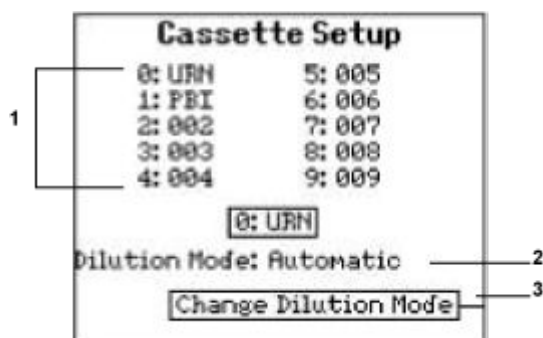 Cassette Setup
0: URN 5: 005
1: PBI 6: 006
1
2: 002 7: 007
3: 003 8: 008
4: 004 9: 009
0: URN
Dilution Mode: Automatic 2
3
Change Dilution Mode